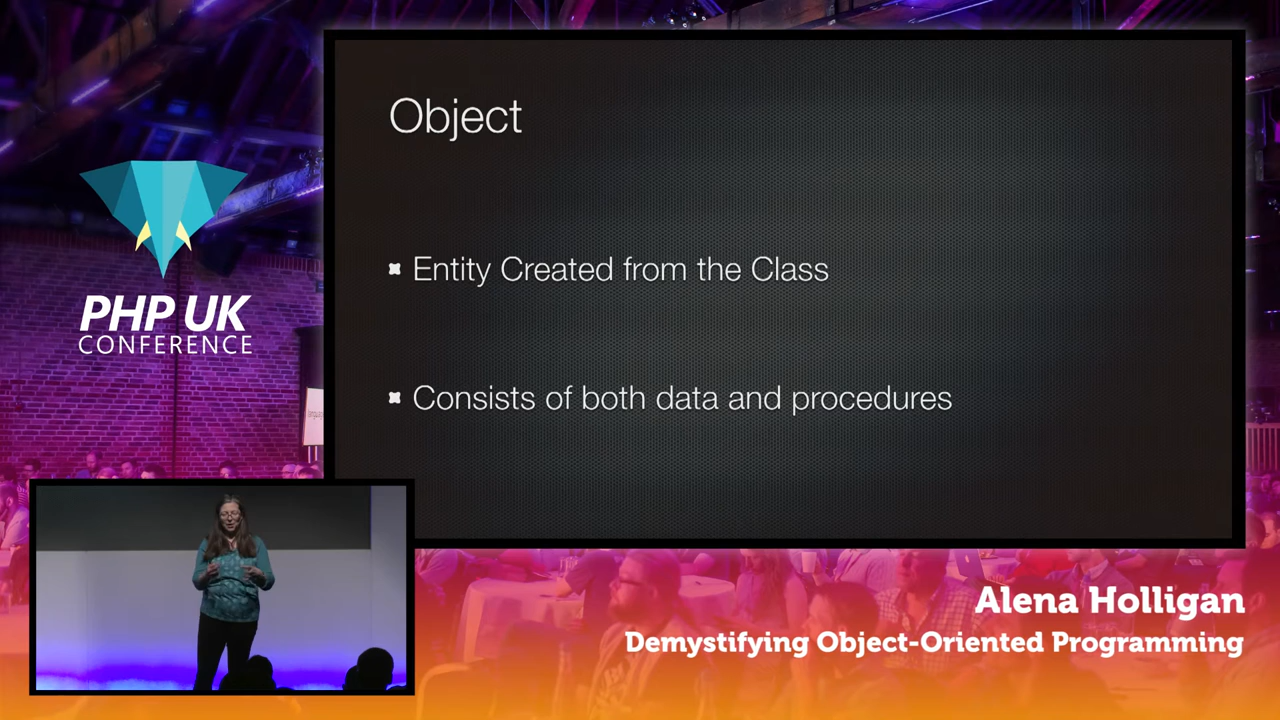 Object
Entity Created from the Class
Consists of both data and procedures
PHP UK
CONFERENCE
Alena Holligan
Demystifying Object-Oriented Programming